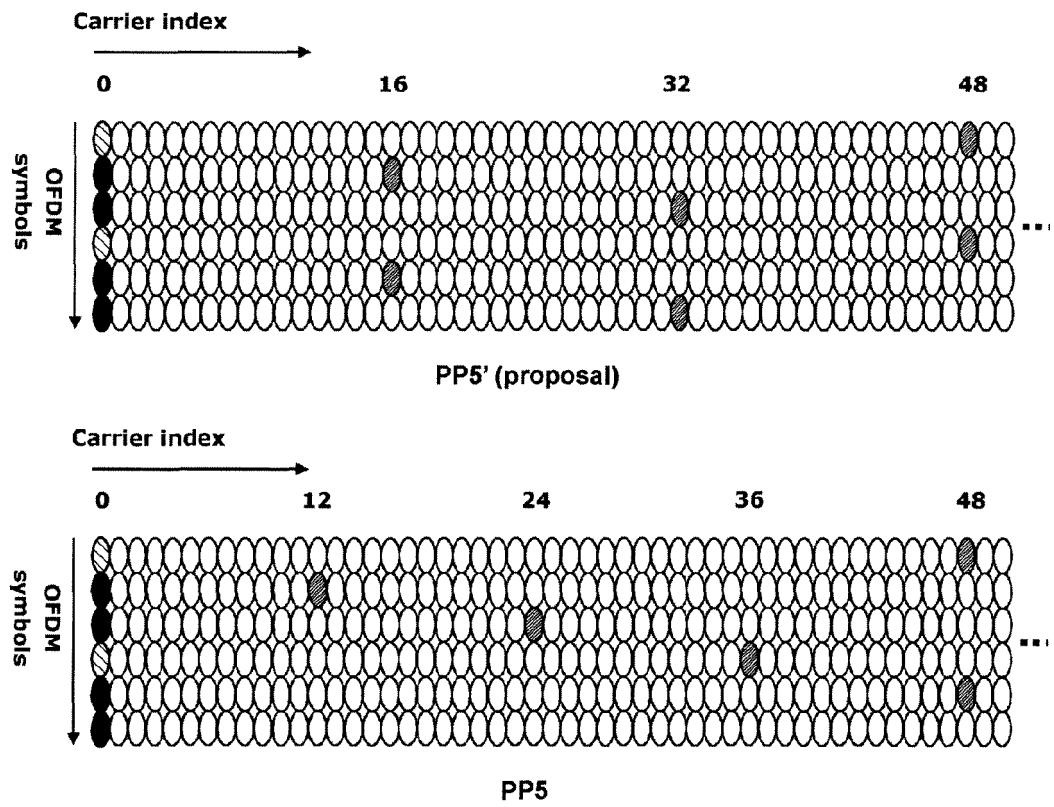 Carrier index
0 16 32 48
OFDM
symbols
...
PP5' (proposal)
Carrier index
0 12 24 36 48
OFDM
symbols
...
PP5